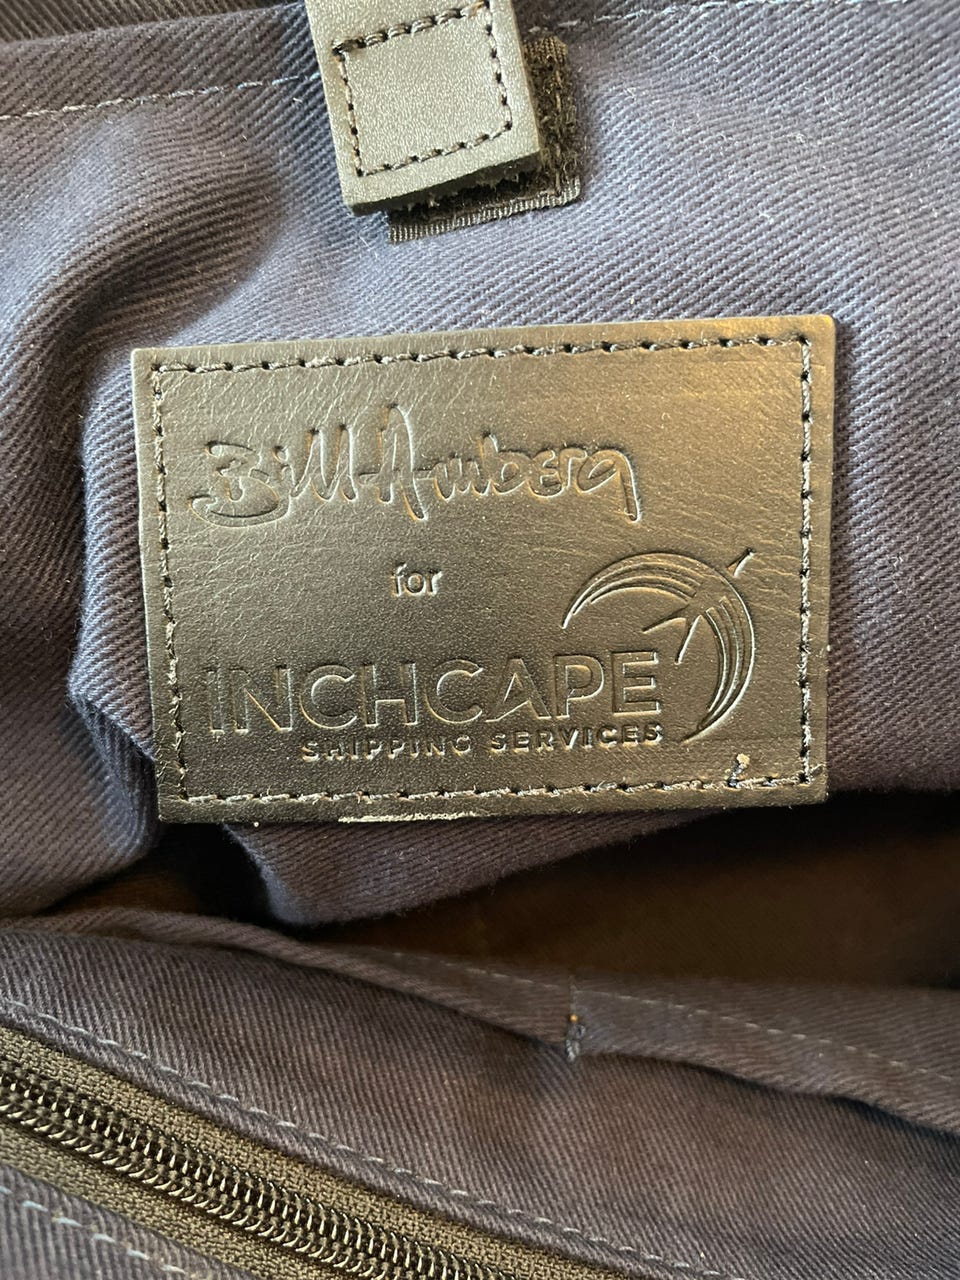 Bill Amberg
for
INCHCAPE
SHIPPING SERVICES